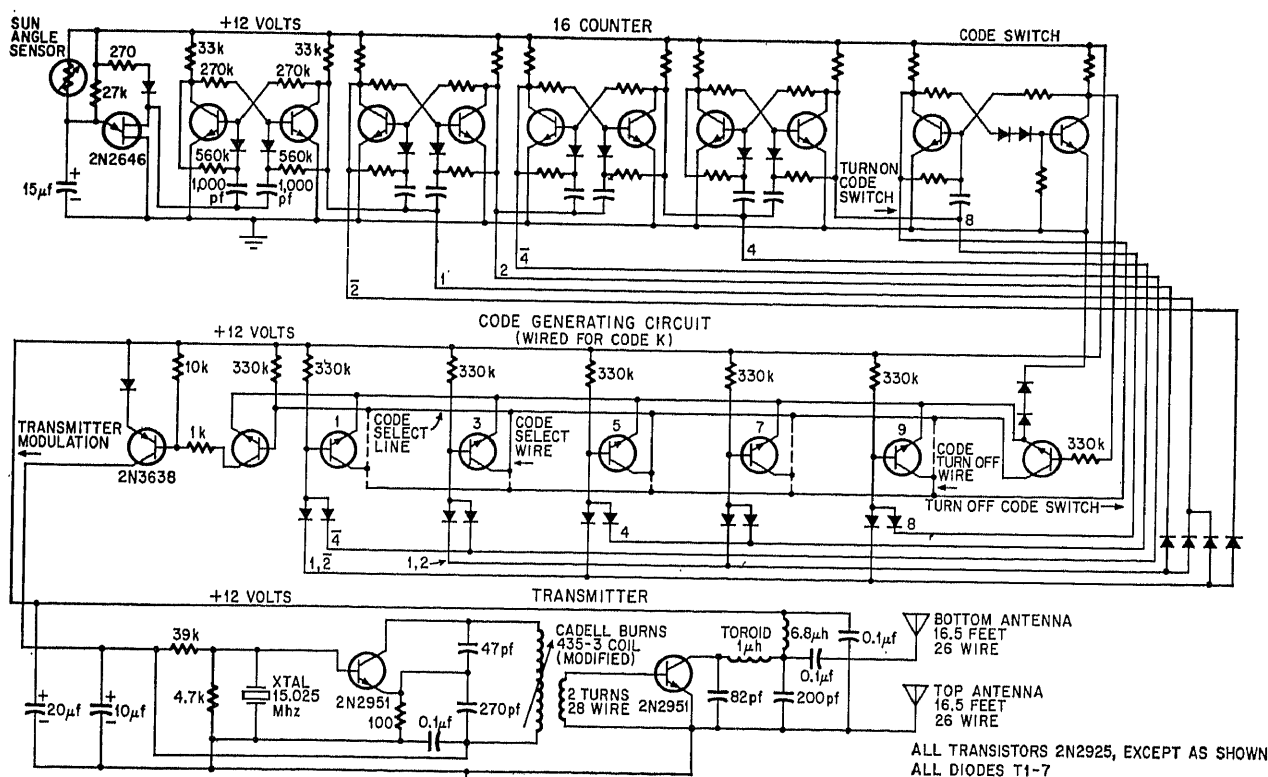 SUN
ANGLE
SENSOR
+12 VOLTS
16 COUNTER
CODE SWITCH
270
27k
2N2646
15µf
+
-
33k
33k
270k
270k
560k
560k
1,000
pf
1,000
pf
TURN ON
CODE
SWITCH
8
4
4̅
2
1
2̅
+12 VOLTS
CODE GENERATING CIRCUIT
(WIRED FOR CODE K)
10k
330k
330k
330k
330k
330k
330k
TRANSMITTER
MODULATION
1k
2N3638
1
CODE
SELECT
LINE
3
CODE
SELECT
WIRE
5
7
9
CODE
TURN OFF
WIRE
330k
TURN OFF CODE SWITCH
4̅
4
8
1,2̅
1,2
+12 VOLTS
TRANSMITTER
39k
4.7k
XTAL
15.025
Mhz
2N2951
100
0.1µf
47pf
270pf
CADELL BURNS
435-3 COIL
(MODIFIED)
2 TURNS
28 WIRE
2N2951
TOROID
1µh
82pf
6.8µh
0.1µf
200pf
0.1µf
BOTTOM ANTENNA
16.5 FEET
26 WIRE
TOP ANTENNA
16.5 FEET
26 WIRE
+
20µf
-
+
10µf
-
ALL TRANSISTORS 2N2925, EXCEPT AS SHOWN
ALL DIODES T1-7